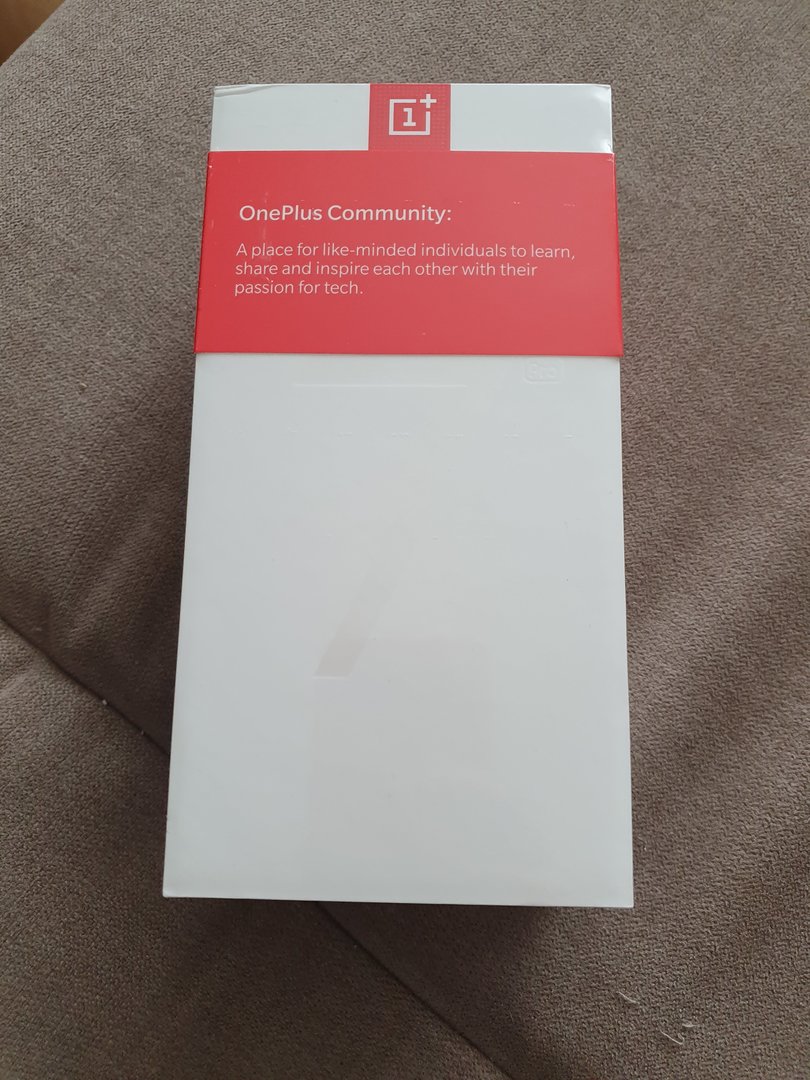 1+
OnePlus Community:
A place for like-minded individuals to learn,
share and inspire each other with their
passion for tech.